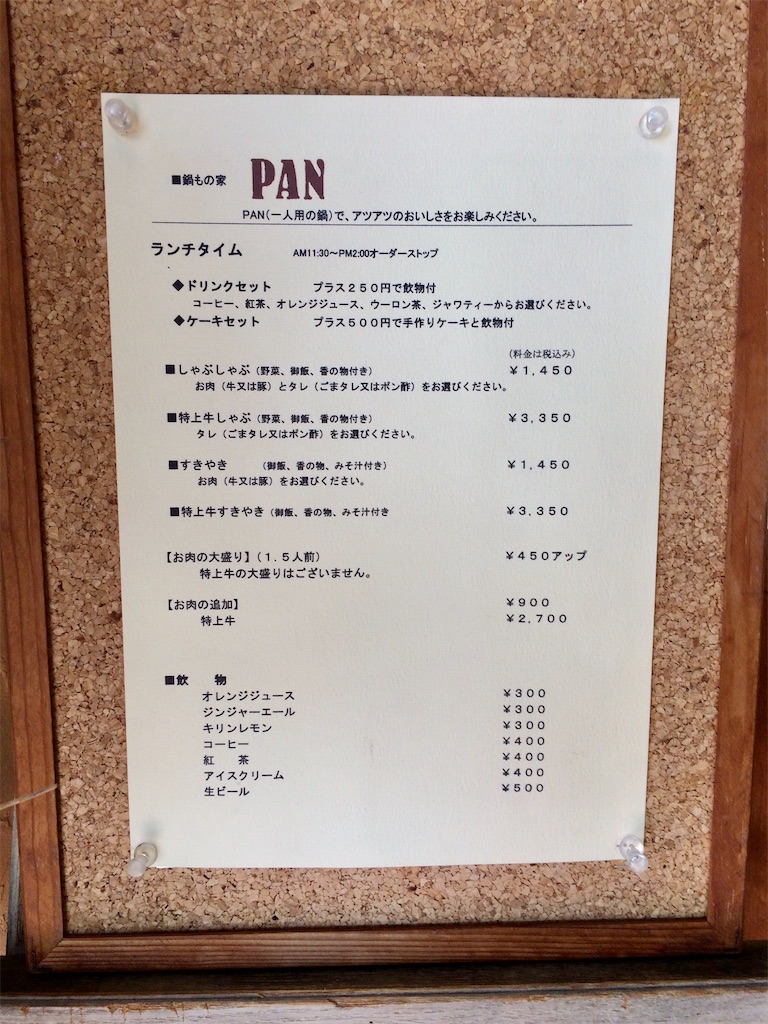 ■鍋もの家 PAN
PAN(一人用の鍋)で、アツアツのおいしさをお楽しみください。
ランチタイム AM11:30～PM2:00オーダーストップ
◆ドリンクセット プラス２５０円で飲物付
コーヒー、紅茶、オレンジジュース、ウーロン茶、ジャワティーからお選びください。
◆ケーキセット プラス５００円で手作りケーキと飲物付
(料金は税込み)
■しゃぶしゃぶ（野菜、御飯、香の物付き） ￥１，４５０
お肉（牛又は豚）とタレ（ごまタレ又はポン酢）をお選びください。
■特上牛しゃぶ（野菜、御飯、香の物付き） ￥３，３５０
タレ（ごまタレ又はポン酢）をお選びください。
■すきやき （御飯、香の物、みそ汁付き） ￥１，４５０
お肉（牛又は豚）をお選びください。
■特上牛すきやき（御飯、香の物、みそ汁付き ￥３，３５０
【お肉の大盛り】（１．５人前） ￥４５０アップ
特上牛の大盛りはございません。
【お肉の追加】 ￥９００
特上牛 ￥２，７００
■飲　物
オレンジジュース ￥３００
ジンジャーエール ￥３００
キリンレモン ￥３００
コーヒー ￥４００
紅　茶 ￥４００
アイスクリーム ￥４００
生ビール ￥５００